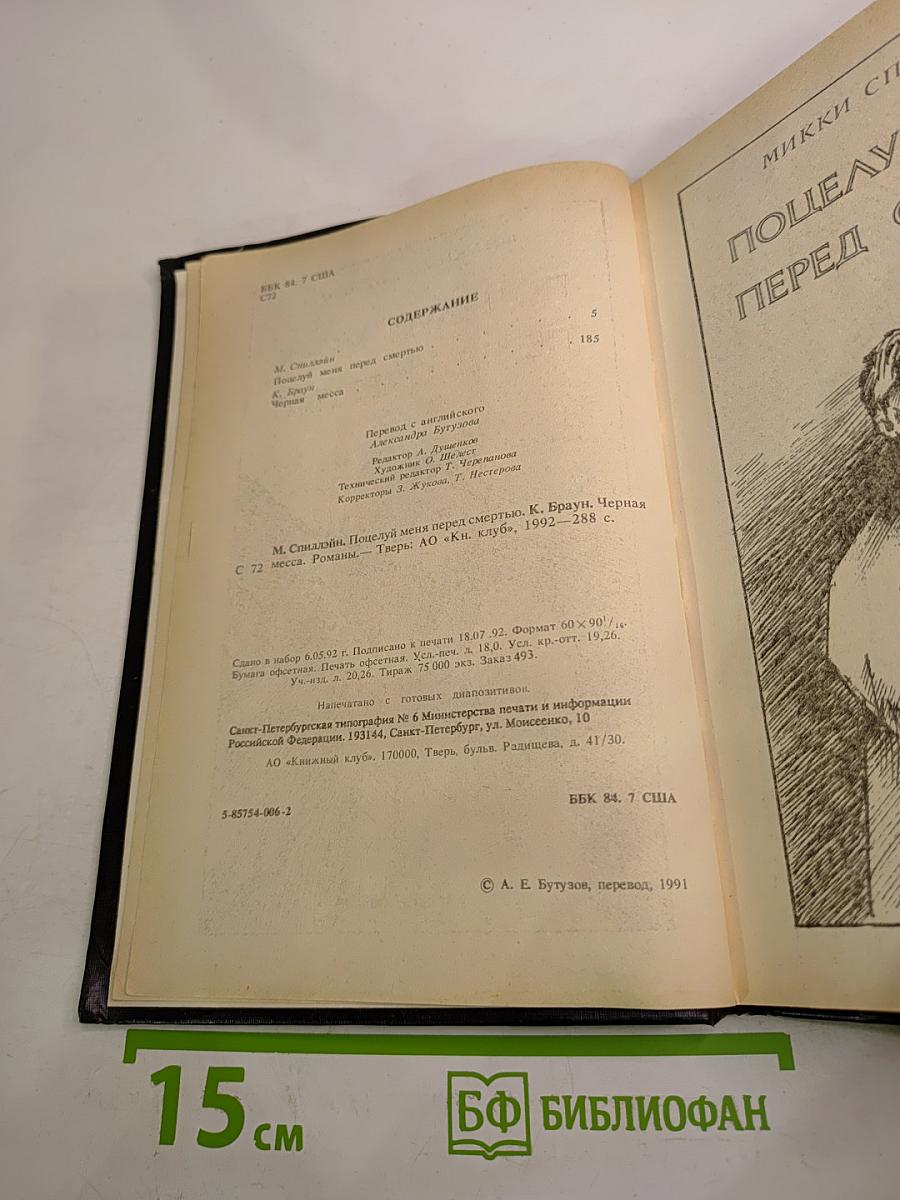 ББК 84. 7 США
С72
СОДЕРЖАНИЕ
М. Спиллэйн
Поцелуй меня перед смертью . . . . . . 5
К. Браун
Черная месса . . . . . . . . . 185
Перевод с английского
Александра Бутузова
Редактор А. Душенков
Художник О. Шелест
Технический редактор Т. Черепанова
Корректоры З. Жукова, Т. Нестерова
М. Спиллэйн. Поцелуй меня перед смертью. К. Браун. Черная
С 72 месса. Романы.— Тверь: АО «Кн. клуб», 1992—288 с.
Сдано в набор 6.05.92 г. Подписано к печати 18.07 .92. Формат 60×90¹/₁₆.
Бумага офсетная. Печать офсетная. Усл.-печ. л. 18,0. Усл. кр.-отт. 19,26.
Уч.-изд. л. 20,26. Тираж 75 000 экз. Заказ 493.
Напечатано с готовых диапозитивов.
Санкт-Петербургская типография № 6 Министерства печати и информации
Российской Федерации. 193144, Санкт-Петербург, ул. Моисеенко, 10
АО «Книжный клуб». 170000, Тверь, бульв. Радищева, д. 41/30.
5-85754-006-2
ББК 84. 7 США
© А. Е. Бутузов, перевод, 1991
МИККИ СП
ПОЦЕЛУ
ПЕРЕД
15 см
БФ БИБЛИОФАН